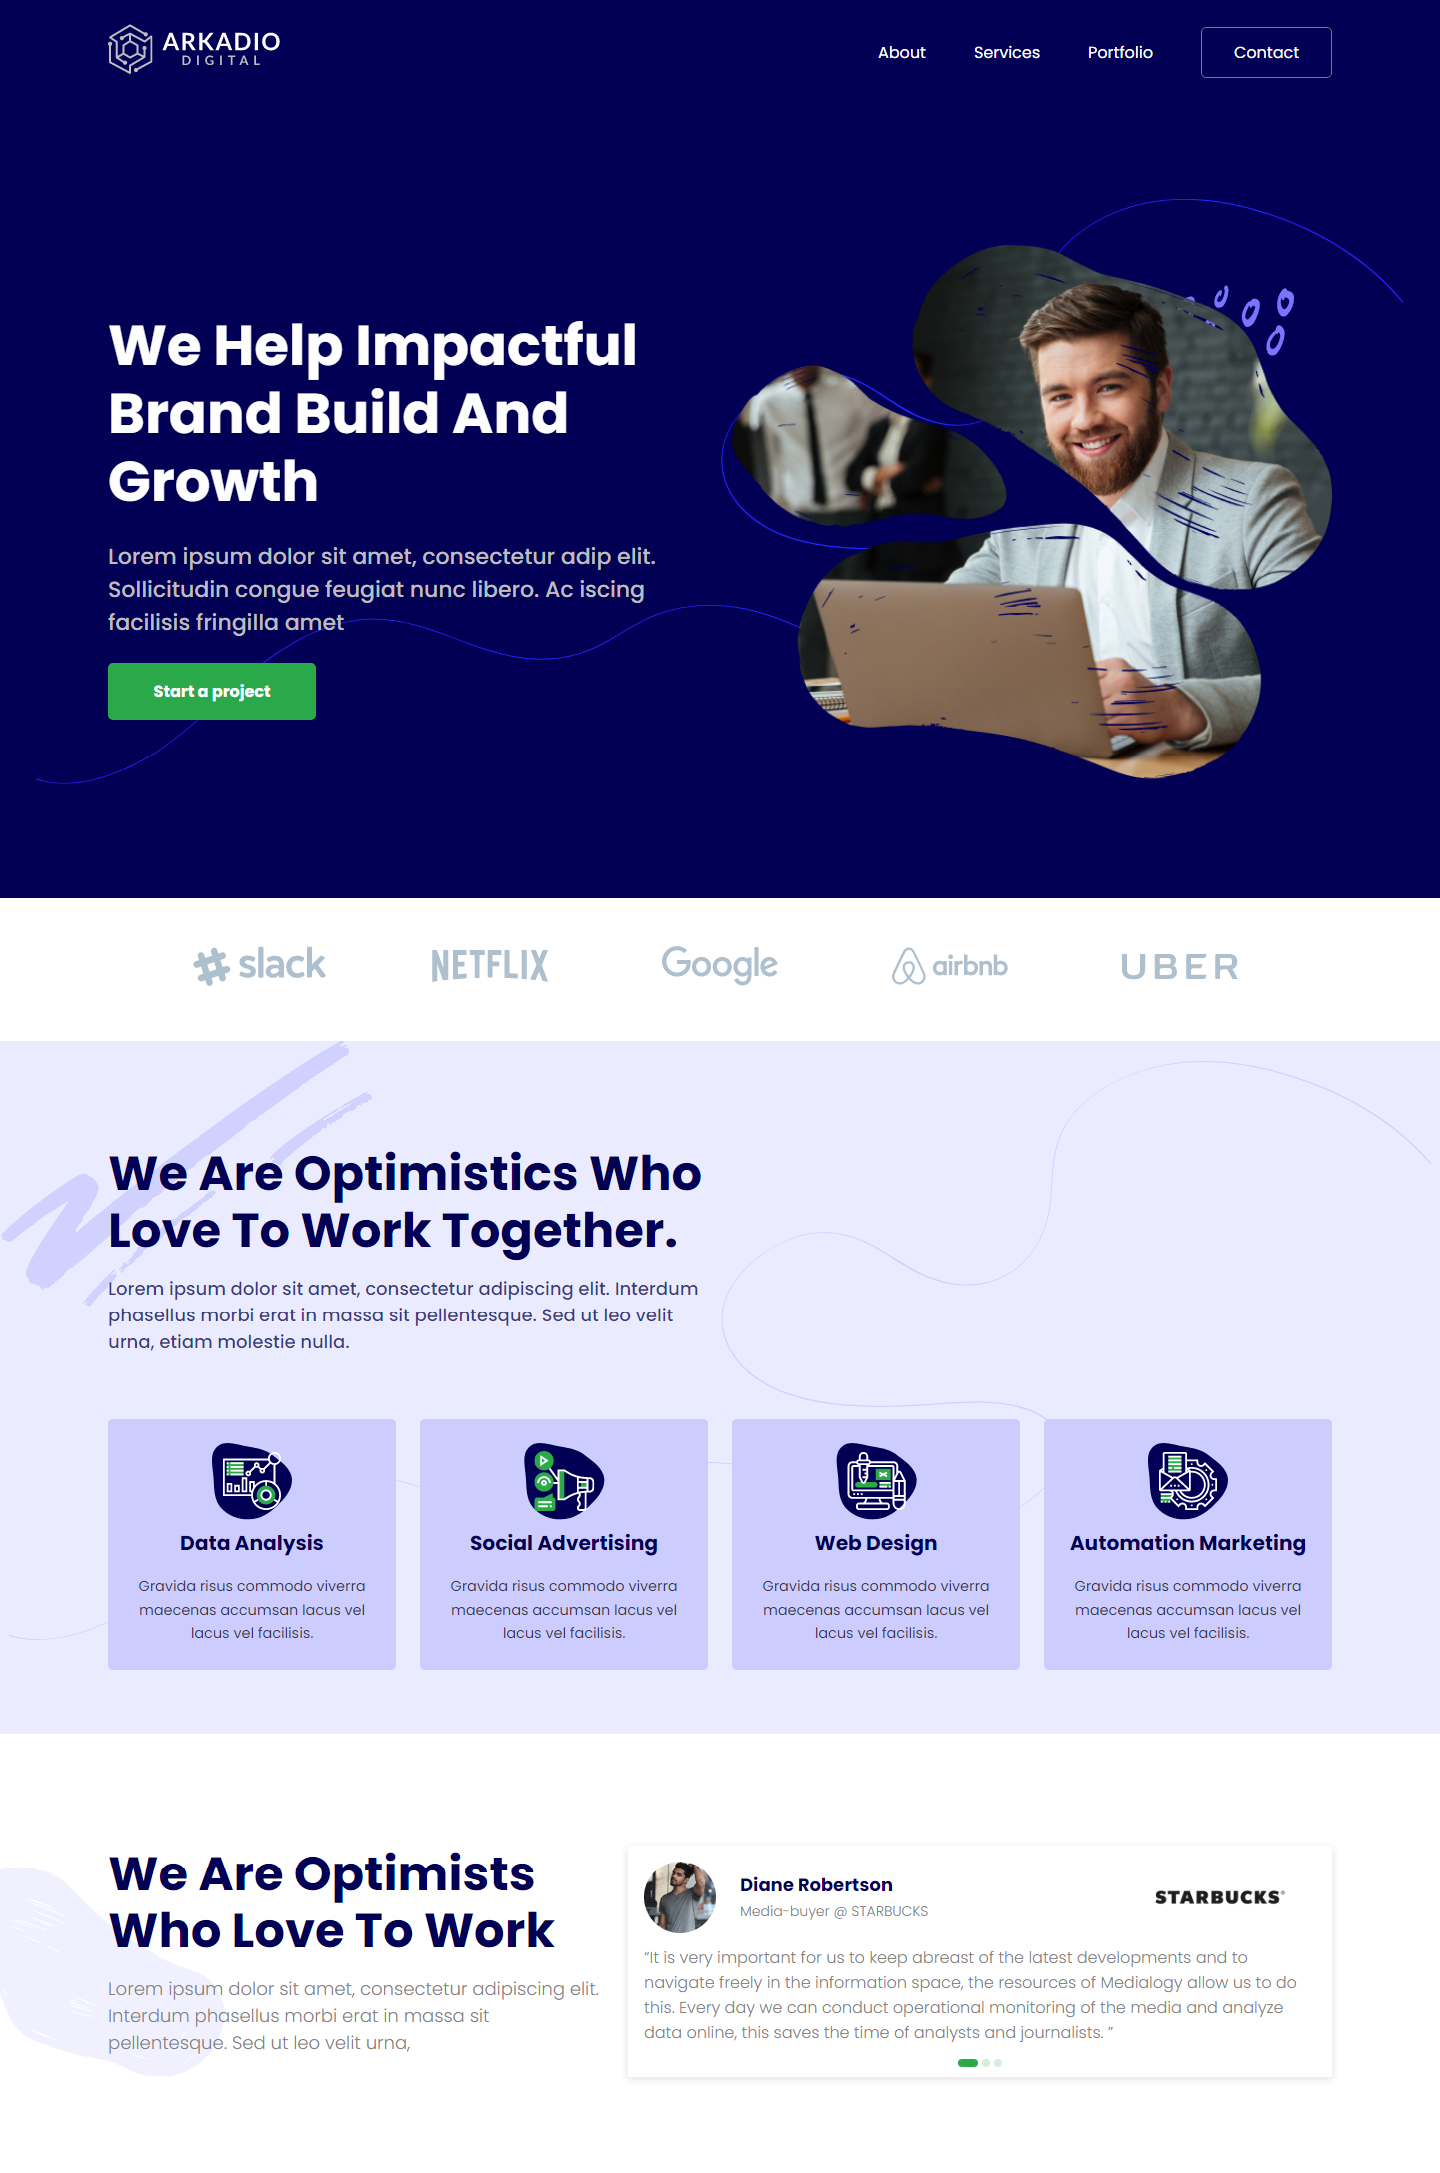 ARKADIO
DIGITAL
About Services Portfolio Contact
We Help Impactful
Brand Build And
Growth
Lorem ipsum dolor sit amet, consectetur adip elit.
Sollicitudin congue feugiat nunc libero. Ac iscing
facilisis fringilla amet
Start a project
slack NETFLIX Google airbnb UBER
We Are Optimistics Who
Love To Work Together.
Lorem ipsum dolor sit amet, consectetur adipiscing elit. Interdum
phasellus morbi erat in massa sit pellentesque. Sed ut leo velit
urna, etiam molestie nulla.
Data Analysis
Gravida risus commodo viverra
maecenas accumsan lacus vel
lacus vel facilisis.
Social Advertising
Gravida risus commodo viverra
maecenas accumsan lacus vel
lacus vel facilisis.
Web Design
Gravida risus commodo viverra
maecenas accumsan lacus vel
lacus vel facilisis.
Automation Marketing
Gravida risus commodo viverra
maecenas accumsan lacus vel
lacus vel facilisis.
We Are Optimists
Who Love To Work
Lorem ipsum dolor sit amet, consectetur adipiscing elit.
Interdum phasellus morbi erat in massa sit
pellentesque. Sed ut leo velit urna,
Diane Robertson
Media-buyer @ STARBUCKS
STARBUCKS®
“It is very important for us to keep abreast of the latest developments and to
navigate freely in the information space, the resources of Medialogy allow us to do
this. Every day we can conduct operational monitoring of the media and analyze
data online, this saves the time of analysts and journalists. ”